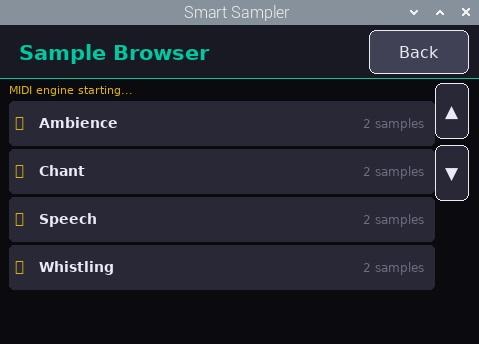 Smart Sampler
Sample Browser
Back
MIDI engine starting...
Ambience 2 samples
Chant 2 samples
Speech 2 samples
Whistling 2 samples